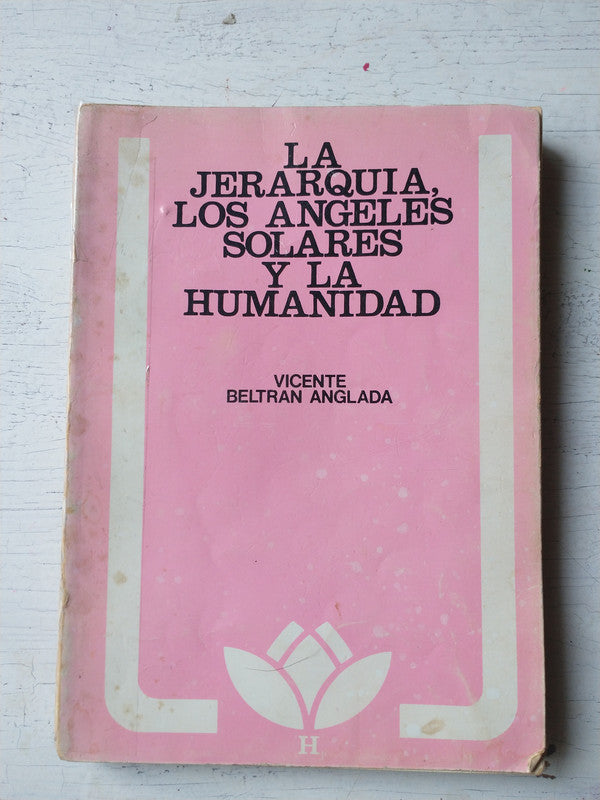 LA
JERARQUIA,
LOS ANGELES
SOLARES
Y LA
HUMANIDAD
VICENTE
BELTRAN ANGLADA
H